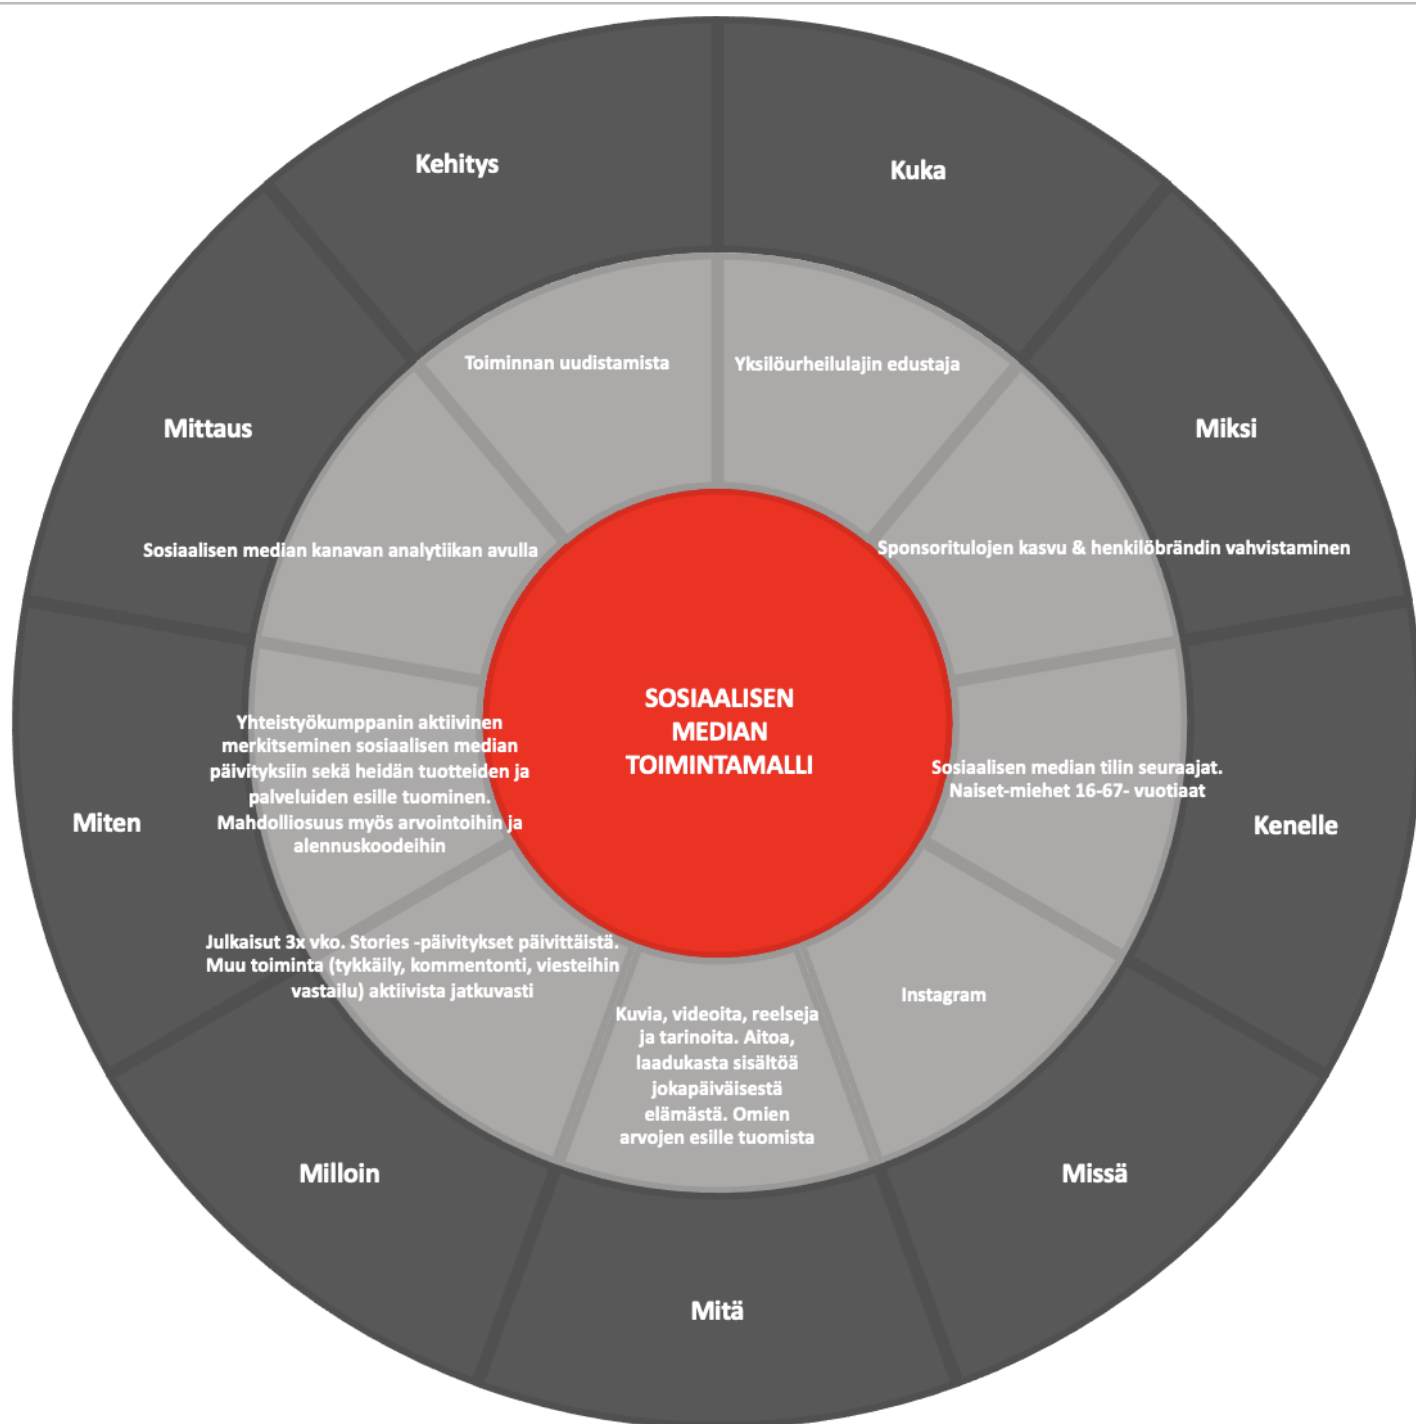 Kehitys
Kuka
Toiminnan uudistamista
Yksilöurheilulajin edustaja
Mittaus
Miksi
Sosiaalisen median kanavan analytiikan avulla
Sponsoritulojen kasvu & henkilöbrändin vahvistaminen
SOSIAALISEN
MEDIAN
TOIMINTAMALLI
Yhteistyökumppanin aktiivinen
merkitseminen sosiaalisen median
päivityksiin sekä heidän tuotteiden ja
palveluiden esille tuominen.
Mahdolliosuus myös arvointoihin ja
alennuskoodeihin
Miten
Sosiaalisen median tilin seuraajat.
Naiset-miehet 16-67- vuotiaat
Kenelle
Julkaisut 3x vko. Stories -päivitykset päivittäistä.
Muu toiminta (tykkäily, kommentonti, viesteihin
vastailu) aktiivista jatkuvasti
Milloin
Kuvia, videoita, reelseja
ja tarinoita. Aitoa,
laadukasta sisältöä
jokapäiväisestä
elämästä. Omien
arvojen esille tuomista
Mitä
Instagram
Missä